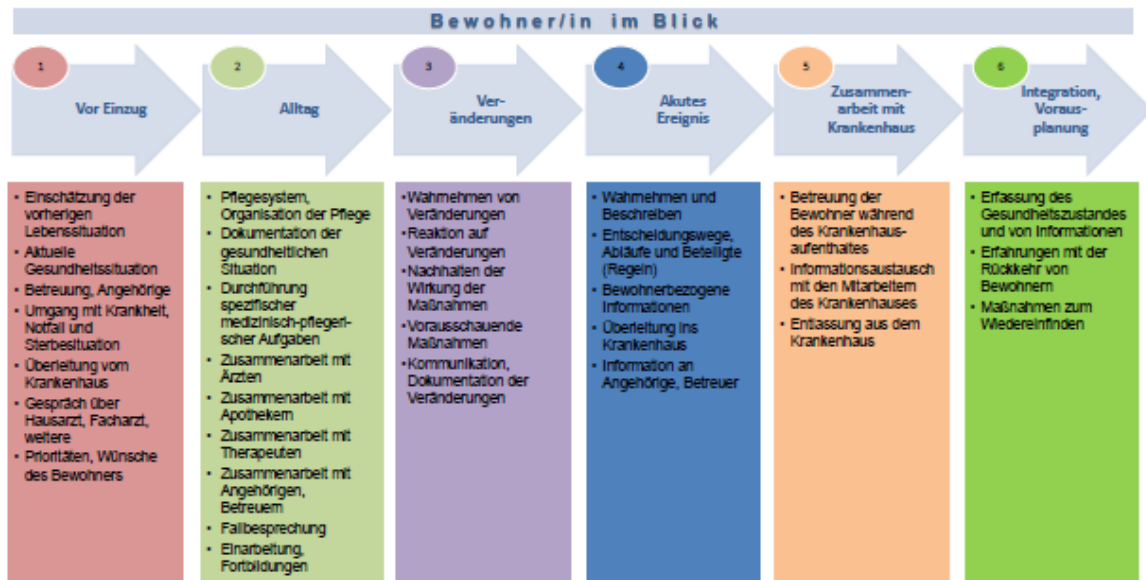 Bewohner/in im Blick
1
Vor Einzug
2
Alltag
3
Ver-
änderungen
4
Akutes
Ereignis
5
Zusammen-
arbeit mit
Krankenhaus
6
Integration,
Voraus-
planung
• Einschätzung der
vorherigen
Lebenssituation
• Aktuelle
Gesundheitssituation
• Betreuung, Angehörige
• Umgang mit Krankheit,
Notfall und
Sterbesituation
• Überleitung vom
Krankenhaus
• Gespräch über
Hausarzt, Facharzt,
weitere
• Prioritäten, Wünsche
des Bewohners
• Pflegesystem,
Organisation der Pflege
• Dokumentation der
gesundheitlichen
Situation
• Durchführung
spezifischer
medizinisch-pflegeri-
scher Aufgaben
• Zusammenarbeit mit
Ärzten
• Zusammenarbeit mit
Apothekern
• Zusammenarbeit mit
Therapeuten
• Zusammenarbeit mit
Angehörigen,
Betreuern
• Fallbesprechung
• Einarbeitung,
Fortbildungen
• Wahrnehmen von
Veränderungen
• Reaktion auf
Veränderungen
• Nachhalten der
Wirkung der
Maßnahmen
• Vorausschauende
Maßnahmen
• Kommunikation,
Dokumentation der
Veränderungen
• Wahrnehmen und
Beschreiben
• Entscheidungswege,
Abläufe und Beteiligte
(Regeln)
• Bewohnerbezogene
Informationen
• Überleitung ins
Krankenhaus
• Information an
Angehörige, Betreuer
• Betreuung der
Bewohner während
des Krankenhaus-
aufenthaltes
• Informationsaustausch
mit den Mitarbeitern
des Krankenhauses
• Entlassung aus dem
Krankenhaus
• Erfassung des
Gesundheitszustandes
und von Informationen
• Erfahrungen mit der
Rückkehr von
Bewohnern
• Maßnahmen zum
Wiedereinfinden